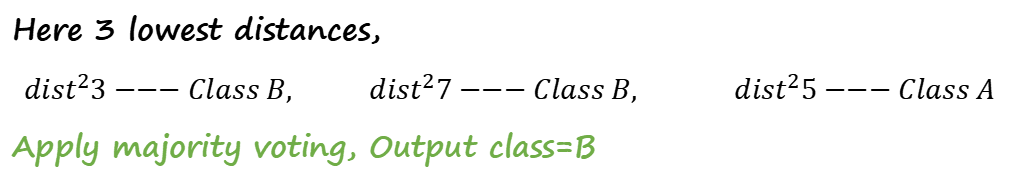 Here 3 lowest distances,
dist²3 −−− Class B, dist²7 −−− Class B, dist²5 −−− Class A
Apply majority voting, Output class=B